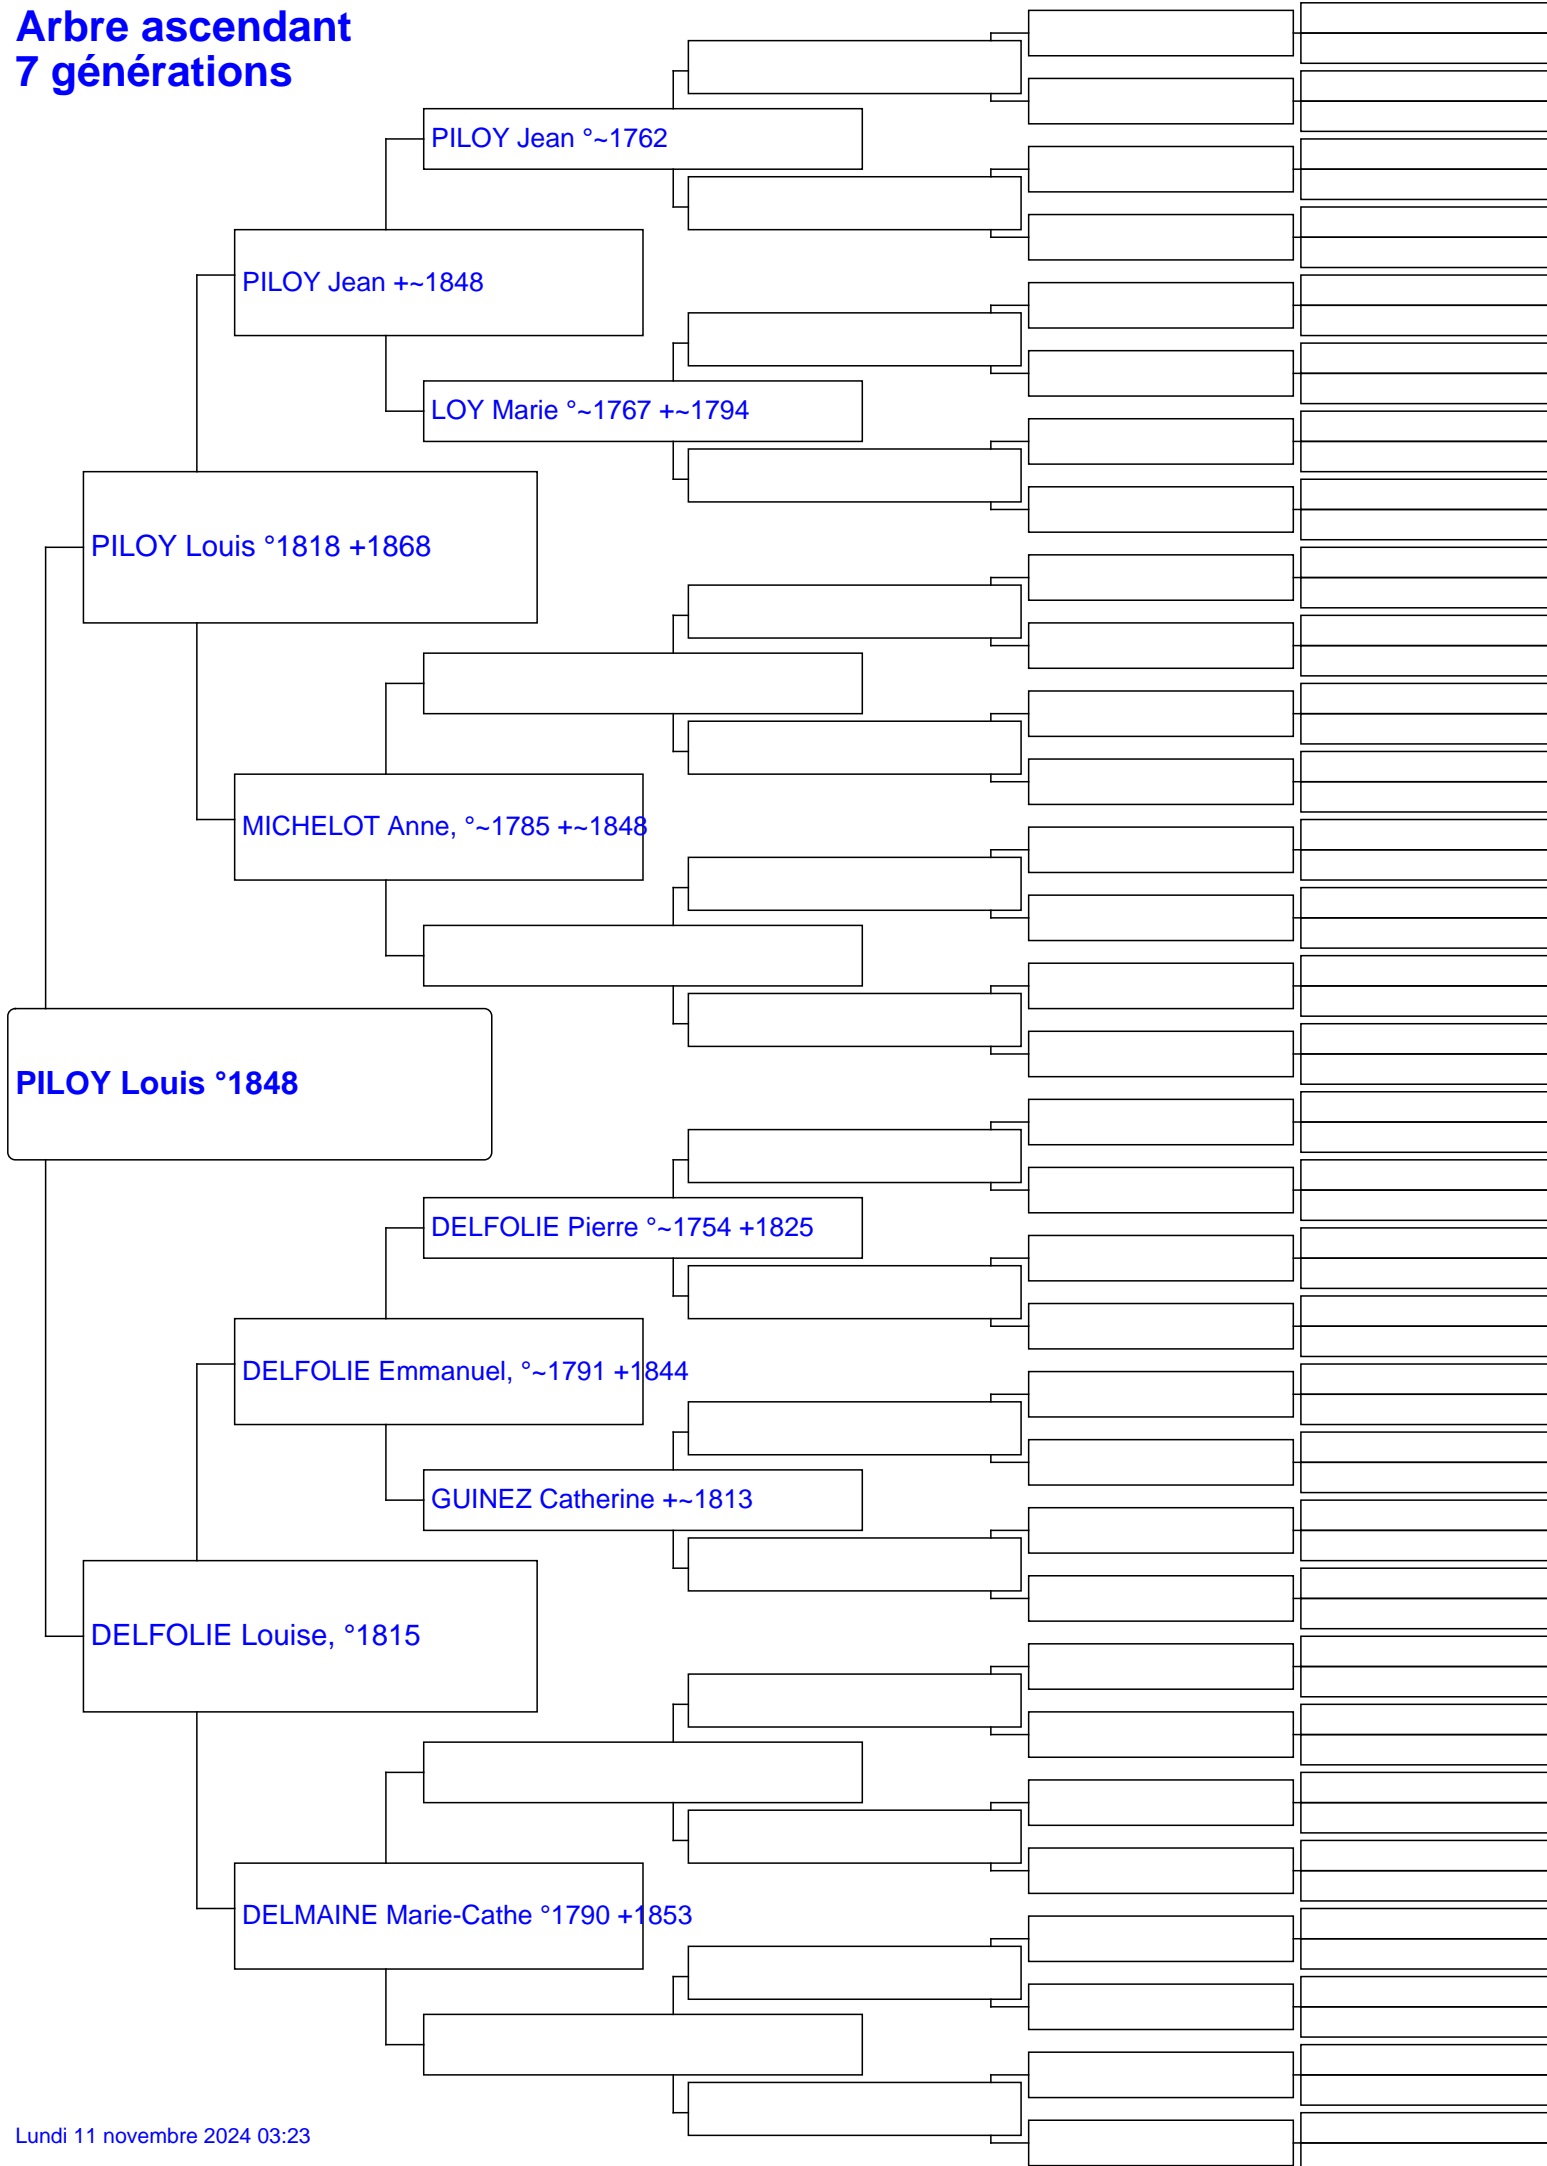 Arbre ascendant
7 générations
PILOY Jean °~1762
PILOY Jean +~1848
LOY Marie °~1767 +~1794
PILOY Louis °1818 +1868
MICHELOT Anne, °~1785 +~1848
PILOY Louis °1848
DELFOLIE Pierre °~1754 +1825
DELFOLIE Emmanuel, °~1791 +1844
GUINEZ Catherine +~1813
DELFOLIE Louise, °1815
DELMAINE Marie-Cathe °1790 +1853
Lundi 11 novembre 2024 03:23